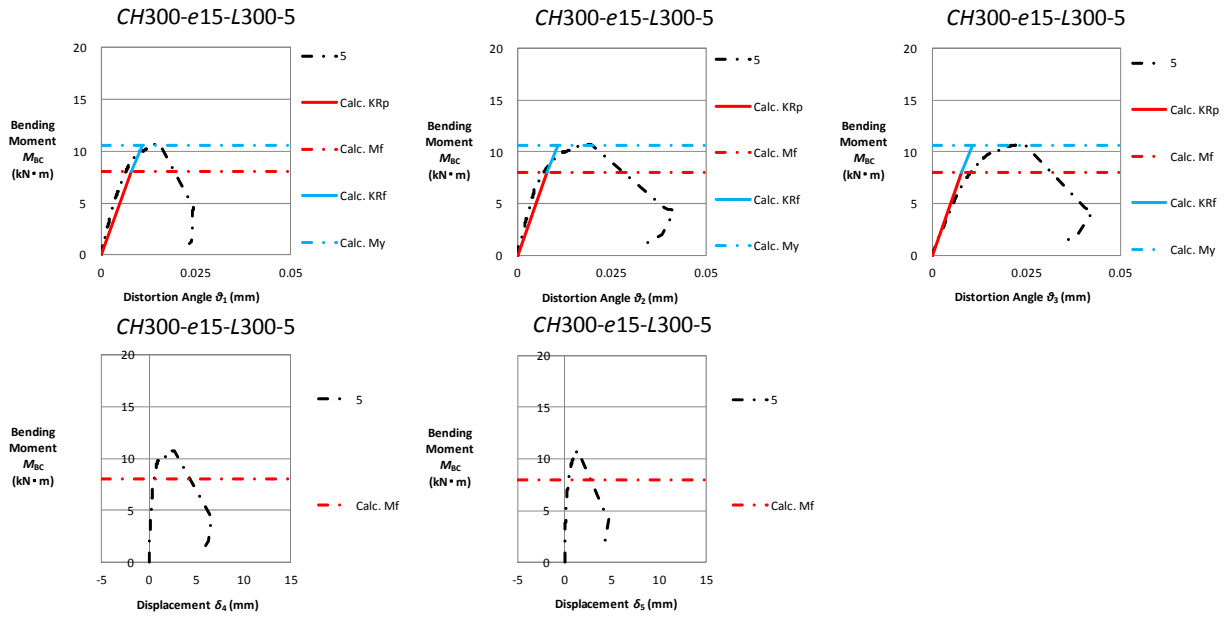 CH300-e15-L300-5
20
15
10
5
0
Bending
Moment
MBC
(kN・m)
0
0.025
0.05
Distortion Angle ϑ1 (mm)
5
Calc. KRp
Calc. Mf
Calc. KRf
Calc. My
CH300-e15-L300-5
20
15
10
5
0
Bending
Moment
MBC
(kN・m)
0
0.025
0.05
Distortion Angle ϑ2 (mm)
5
Calc. KRp
Calc. Mf
Calc. KRf
Calc. My
CH300-e15-L300-5
20
15
10
5
0
Bending
Moment
MBC
(kN・m)
0
0.025
0.05
Distortion Angle ϑ3 (mm)
5
Calc. KRp
Calc. Mf
Calc. KRf
Calc. My
CH300-e15-L300-5
20
15
10
5
0
Bending
Moment
MBC
(kN・m)
-5
0
5
10
15
Displacement δ4 (mm)
5
Calc. Mf
CH300-e15-L300-5
20
15
10
5
0
Bending
Moment
MBC
(kN・m)
-5
0
5
10
15
Displacement δ5 (mm)
5
Calc. Mf